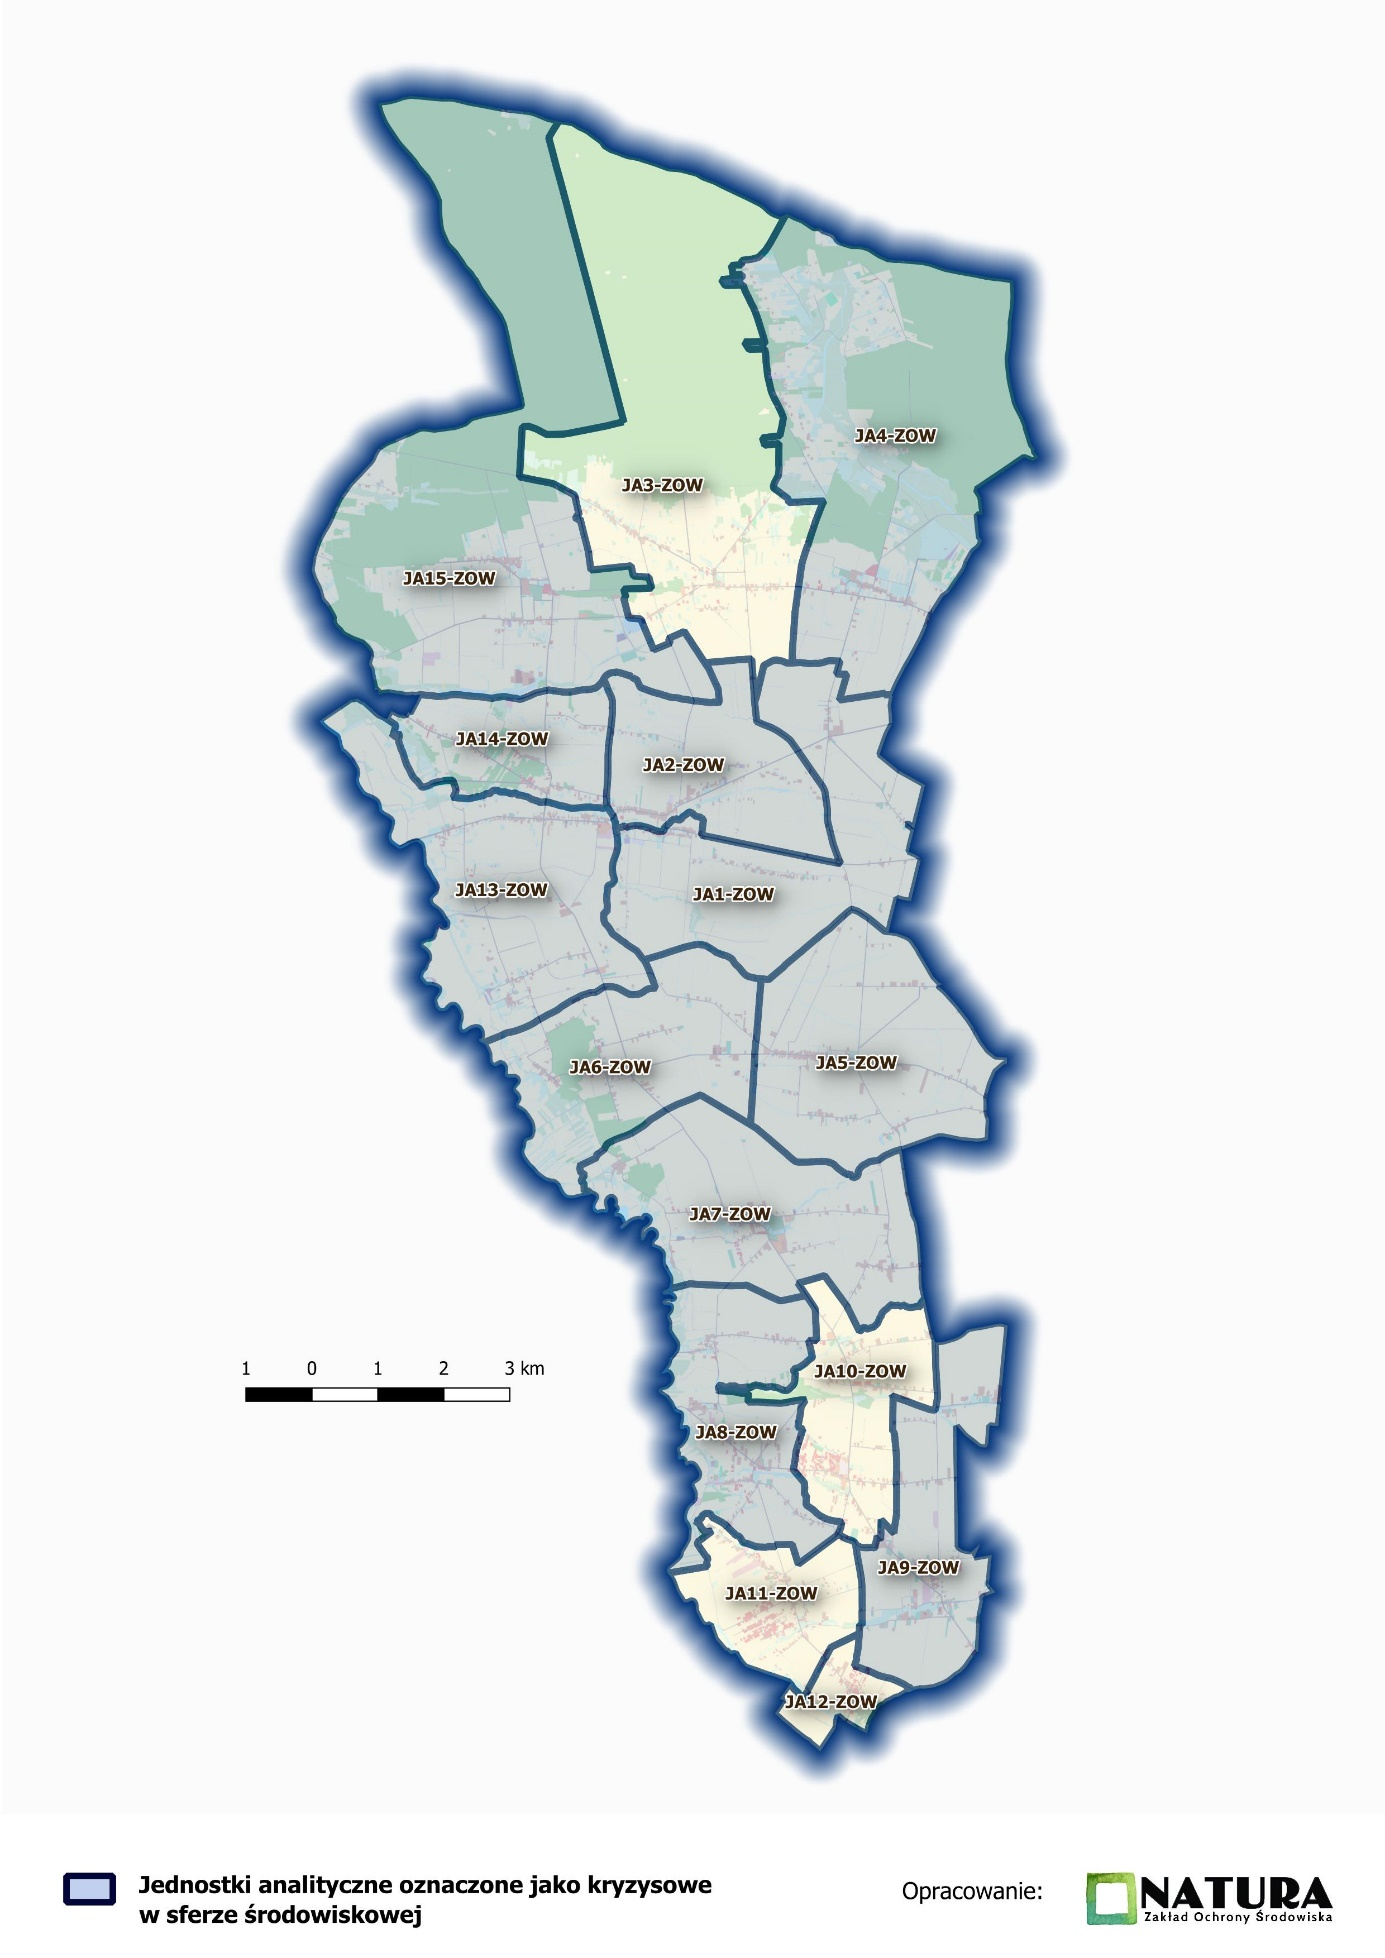 JA4-ZOW
JA3-ZOW
JA15-ZOW
JA14-ZOW
JA2-ZOW
JA13-ZOW
JA1-ZOW
JA6-ZOW
JA5-ZOW
JA7-ZOW
1 0 1 2 3 km
JA10-ZOW
JA8-ZOW
JA9-ZOW
JA11-ZOW
JA12-ZOW
Jednostki analityczne oznaczone jako kryzysowe
w sferze środowiskowej
Opracowanie:
NATURA
Zakład Ochrony Środowiska